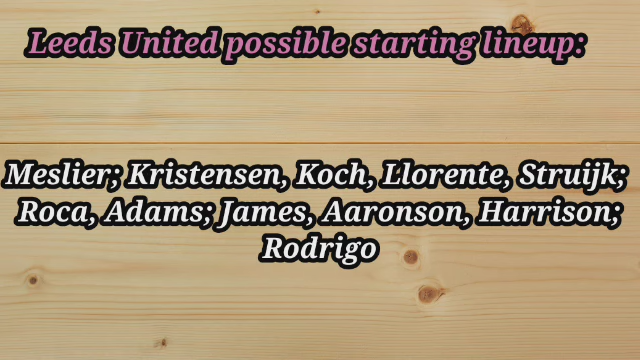 Leeds United possible starting lineup:
Meslier; Kristensen, Koch, Llorente, Struijk;
Roca, Adams; James, Aaronson, Harrison;
Rodrigo